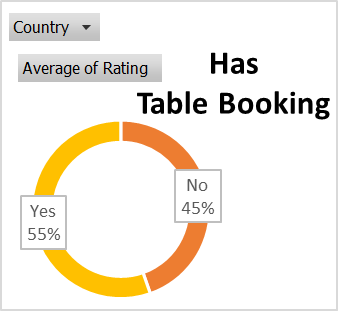 Country
Average of Rating
Has
Table Booking
No
45%
Yes
55%